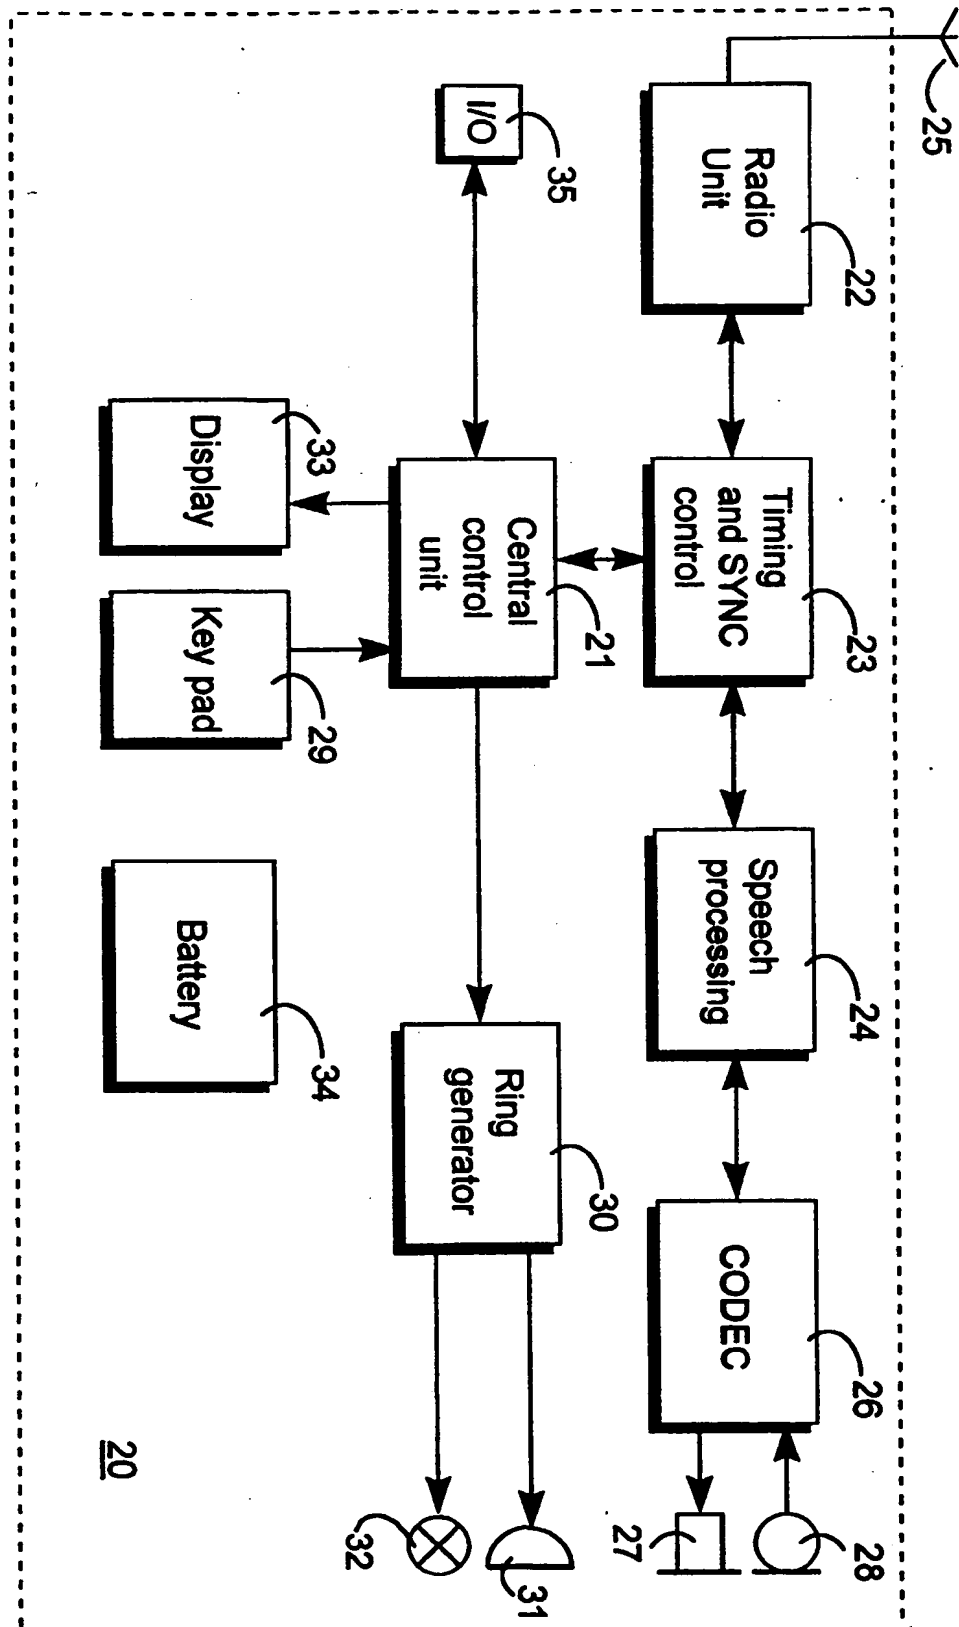 25
22
23
24
26
28
Radio
Unit
Timing
and SYNC
control
Speech
processing
CODEC
27
35
I/O
21
Central
control
unit
30
Ring
generator
31
32
33
Display
29
Key pad
34
Battery
20